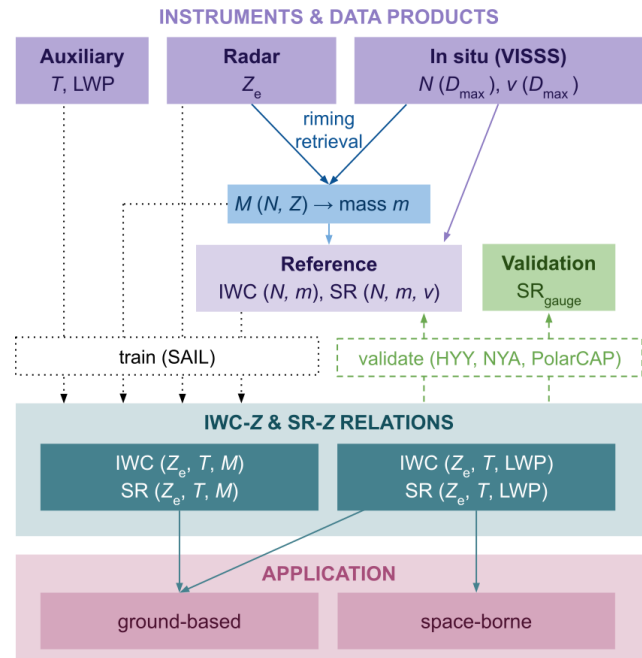 INSTRUMENTS & DATA PRODUCTS
Auxiliary
T, LWP
Radar
Ze
In situ (VISSS)
N (Dmax), v (Dmax)
riming
retrieval
M (N, Z) → mass m
Reference
IWC (N, m), SR (N, m, v)
Validation
SRgauge
train (SAIL)
validate (HYY, NYA, PolarCAP)
IWC-Z & SR-Z RELATIONS
IWC (Ze, T, M)
SR (Ze, T, M)
IWC (Ze, T, LWP)
SR (Ze, T, LWP)
APPLICATION
ground-based
space-borne